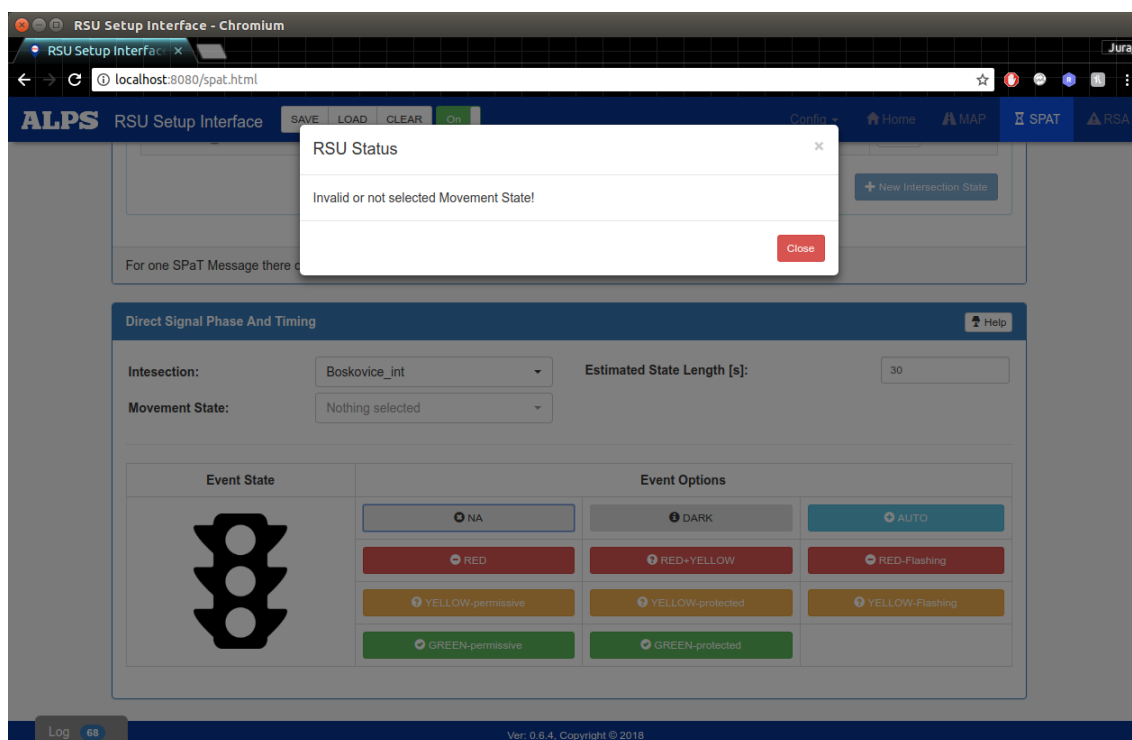 RSU Setup Interface - Chromium
RSU Setup Interfac
Jura
localhost:8080/spat.html
ALPS RSU Setup Interface SAVE LOAD CLEAR On Config Home MAP SPAT RSA
RSU Status
Invalid or not selected Movement State!
New Intersection State
Close
For one SPaT Message there
Direct Signal Phase And Timing Help
Intesection: Boskovice_int Estimated State Length [s]: 30
Movement State: Nothing selected
Event State Event Options
NA DARK AUTO
RED RED+YELLOW RED-Flashing
YELLOW-permissive YELLOW-protected YELLOW-Flashing
GREEN-permissive GREEN-protected
Log 68
Ver: 0.6.4, Copyright © 2018